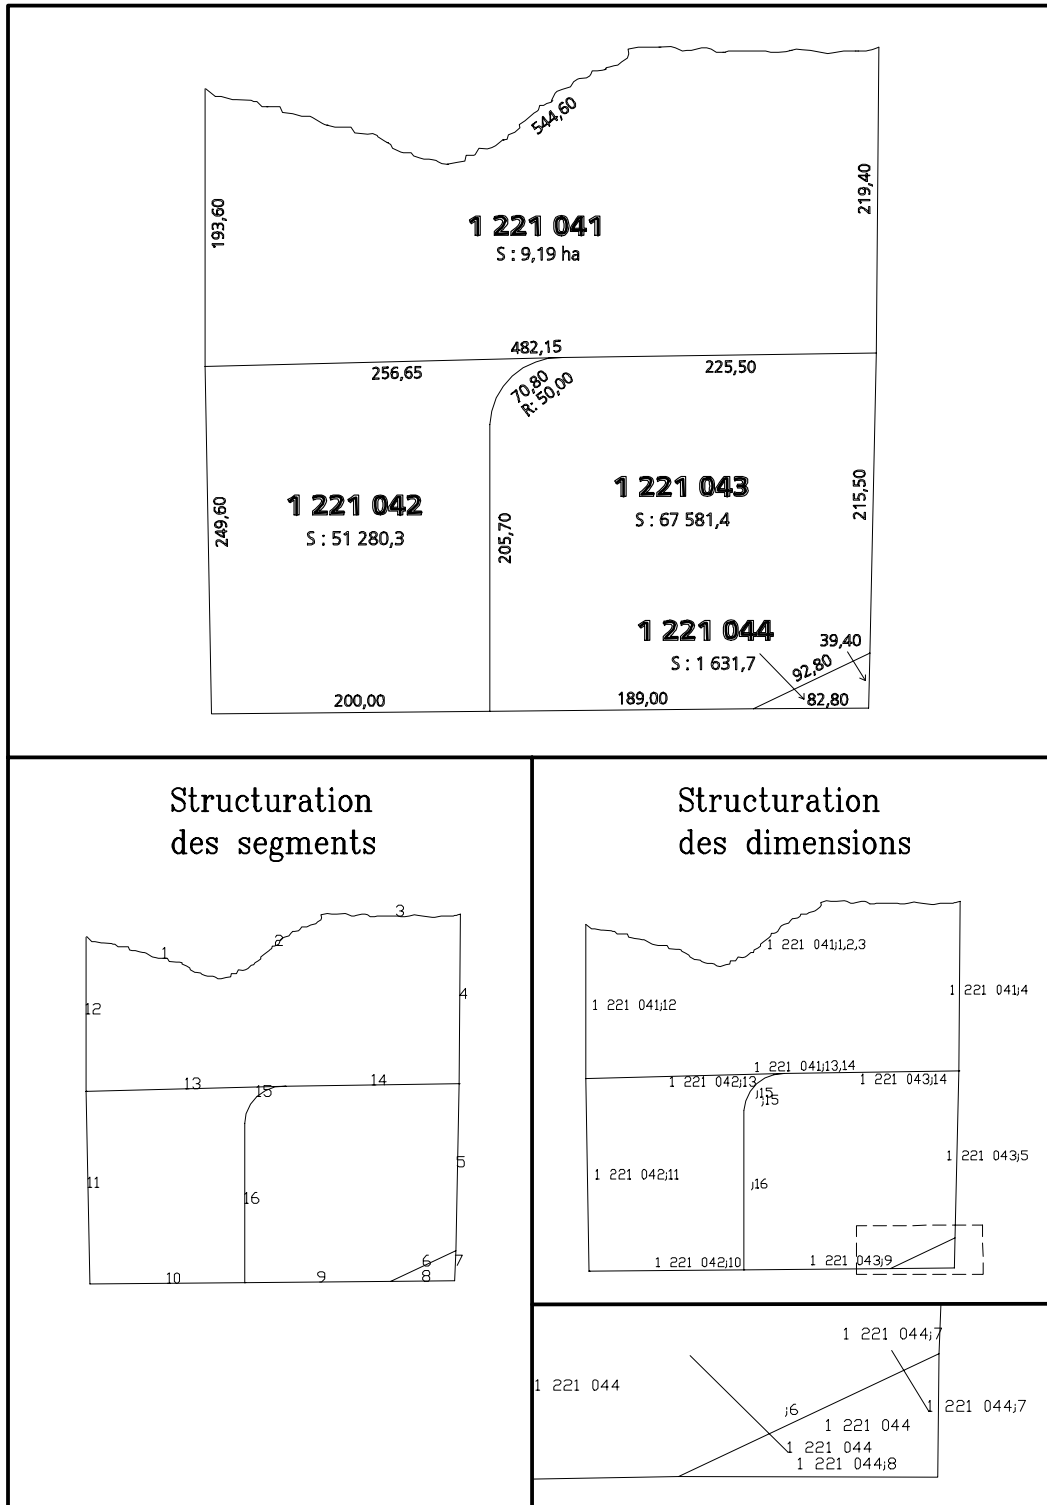 544,60
219,40
193,60
1 221 041
S : 9,19 ha
482,15
256,65
225,50
70,80
R: 50,00
1 221 043
S : 67 581,4
1 221 042
S : 51 280,3
249,60
215,50
205,70
1 221 044
S : 1 631,7
39,40
92,80
200,00
189,00
82,80
Structuration
des segments
3
2
1
4
12
13
14
15
5
11
16
6
7
10
9
8
Structuration
des dimensions
1 221 041;1,2,3
1 221 041;4
1 221 041;12
1 221 041;13,14
1 221 042;13
1 221 043;14
;15
;15
1 221 043;5
1 221 042;11
;16
1 221 042;10
1 221 043;9
1 221 044;7
1 221 044
;6
1 221 044;7
1 221 044
1 221 044
1 221 044;8